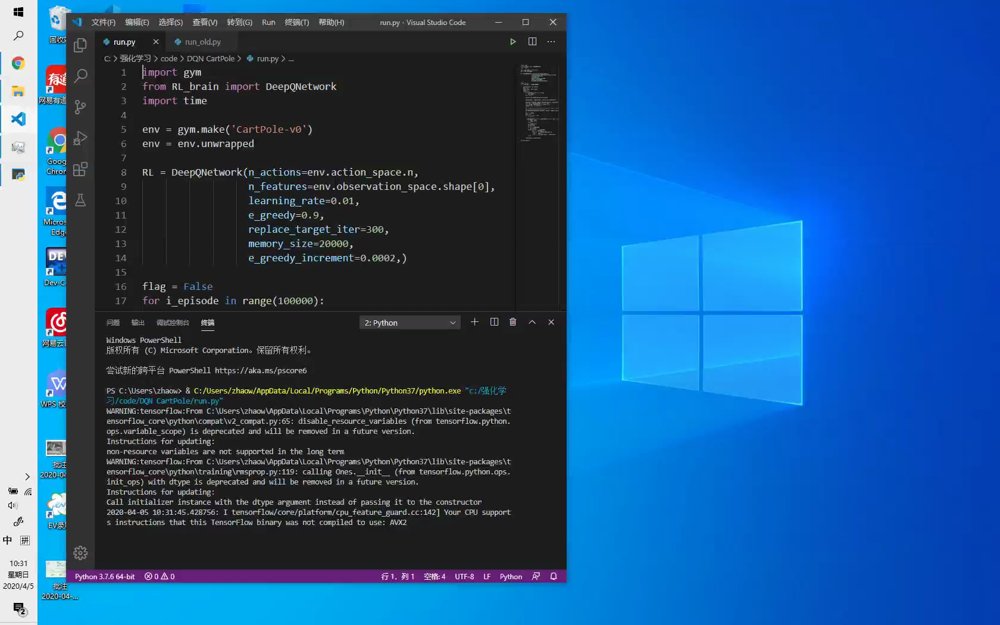 文件(F) 编辑(E) 选择(S) 查看(V) 转到(G) Run 终端(T) 帮助(H) run.py - Visual Studio Code
run.py run_old.py
C: > 强化学习 > code > DQN CartPole > run.py > ...
1 import gym
2 from RL_brain import DeepQNetwork
3 import time
4
5 env = gym.make('CartPole-v0')
6 env = env.unwrapped
7
8 RL = DeepQNetwork(n_actions=env.action_space.n,
9 n_features=env.observation_space.shape[0],
10 learning_rate=0.01,
11 e_greedy=0.9,
12 replace_target_iter=300,
13 memory_size=20000,
14 e_greedy_increment=0.0002,)
15
16 flag = False
17 for i_episode in range(100000):
问题 输出 调试控制台 终端 2: Python
Windows PowerShell
版权所有 (C) Microsoft Corporation。保留所有权利。
尝试新的跨平台 PowerShell https://aka.ms/pscore6
PS C:\Users\zhaow> & C:/Users/zhaow/AppData/Local/Programs/Python/Python37/python.exe "c:/强化学
习/code/DQN CartPole/run.py"
WARNING:tensorflow:From C:\Users\zhaow\AppData\Local\Programs\Python\Python37\lib\site-packages\t
ensorflow_core\python\compat\v2_compat.py:65: disable_resource_variables (from tensorflow.python.
ops.variable_scope) is deprecated and will be removed in a future version.
Instructions for updating:
non-resource variables are not supported in the long term
WARNING:tensorflow:From C:\Users\zhaow\AppData\Local\Programs\Python\Python37\lib\site-packages\t
ensorflow_core\python\training\rmsprop.py:119: calling Ones.__init__ (from tensorflow.python.ops.
init_ops) with dtype is deprecated and will be removed in a future version.
Instructions for updating:
Call initializer instance with the dtype argument instead of passing it to the constructor
2020-04-05 10:31:45.428756: I tensorflow/core/platform/cpu_feature_guard.cc:142] Your CPU support
s instructions that this TensorFlow binary was not compiled to use: AVX2
Python 3.7.6 64-bit 0 0 行 1, 列 1 空格: 4 UTF-8 LF Python
回收
有道
网易有道
Goog
Chron
Micros
Edge
DEV
Dev-C
网易云
W
WPS 校
批注
2020-04
EV录
批注
2020-04-...
中 拼
10:31
星期日
2020/4/5
2